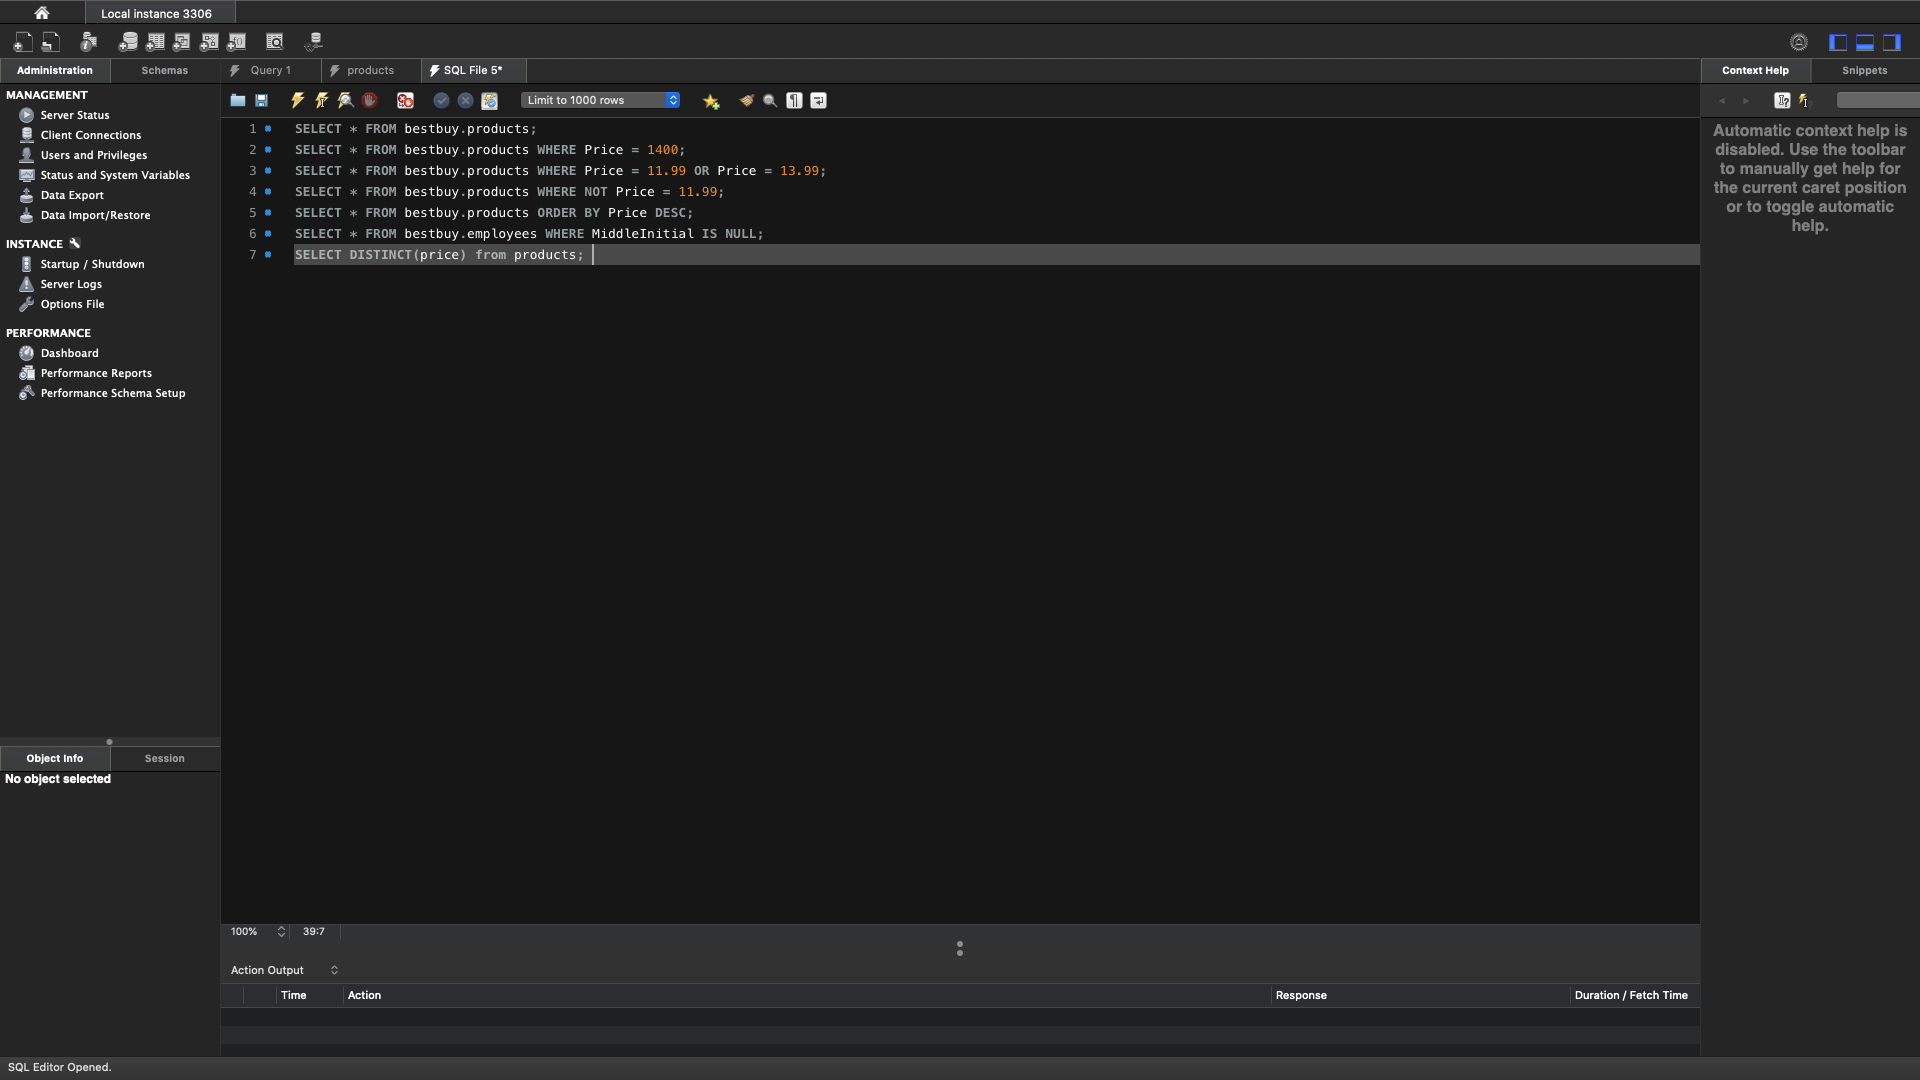 Local instance 3306
Administration Schemas Query 1 products SQL File 5* Context Help Snippets
MANAGEMENT
Server Status
Client Connections
Users and Privileges
Status and System Variables
Data Export
Data Import/Restore
INSTANCE
Startup / Shutdown
Server Logs
Options File
PERFORMANCE
Dashboard
Performance Reports
Performance Schema Setup
Object Info Session
No object selected
Limit to 1000 rows
1 SELECT * FROM bestbuy.products;
2 SELECT * FROM bestbuy.products WHERE Price = 1400;
3 SELECT * FROM bestbuy.products WHERE Price = 11.99 OR Price = 13.99;
4 SELECT * FROM bestbuy.products WHERE NOT Price = 11.99;
5 SELECT * FROM bestbuy.products ORDER BY Price DESC;
6 SELECT * FROM bestbuy.employees WHERE MiddleInitial IS NULL;
7 SELECT DISTINCT(price) from products;
100% 39:7
Action Output
Time Action Response Duration / Fetch Time
Automatic context help is
disabled. Use the toolbar
to manually get help for
the current caret position
or to toggle automatic
help.
SQL Editor Opened.